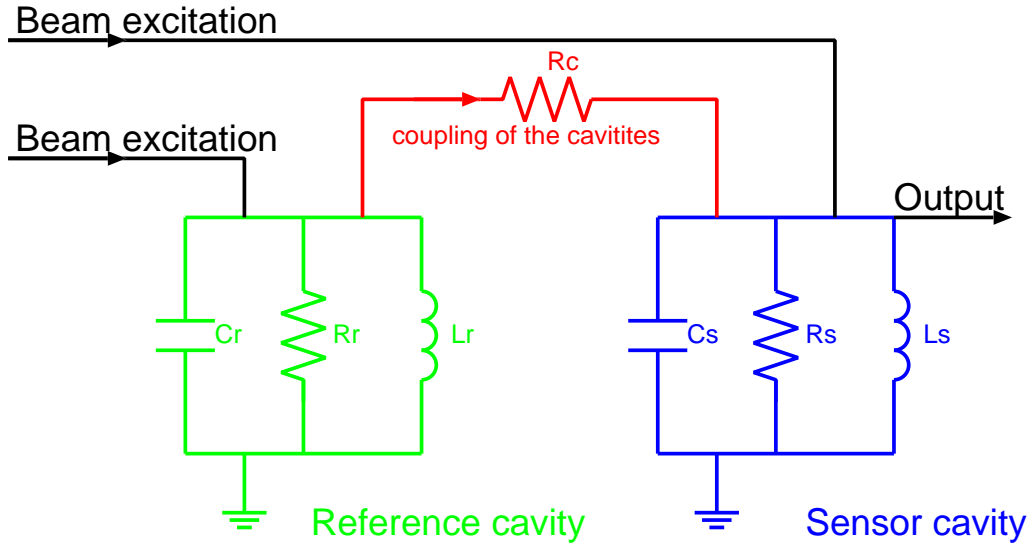 Beam excitation
Rc
coupling of the cavitites
Beam excitation
Output
Cr
Rr
Lr
Cs
Rs
Ls
Reference cavity
Sensor cavity